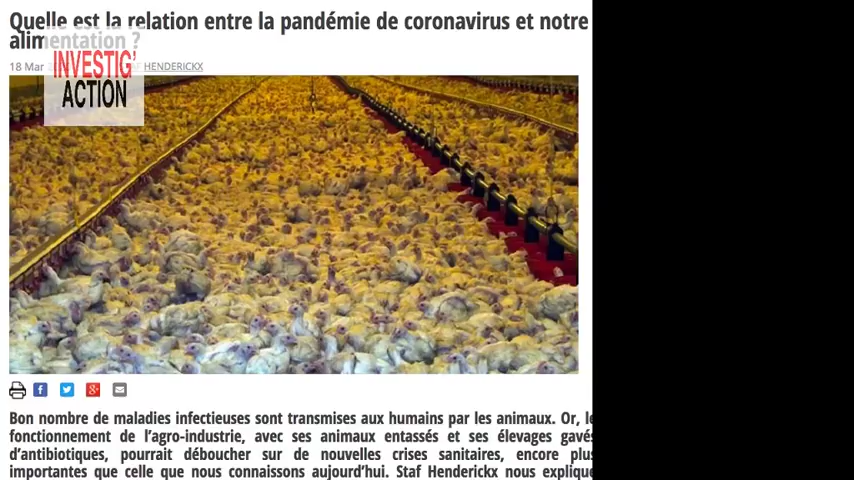 Quelle est la relation entre la pandémie de coronavirus et notre
alimentation ?
18 Mar
HENDERICKX
INVESTIG'
ACTION
Bon nombre de maladies infectieuses sont transmises aux humains par les animaux. Or, le
fonctionnement de l'agro-industrie, avec ses animaux entassés et ses élevages gavés
d'antibiotiques, pourrait déboucher sur de nouvelles crises sanitaires, encore plus
importantes que celle que nous connaissons aujourd'hui. Staf Henderickx nous explique